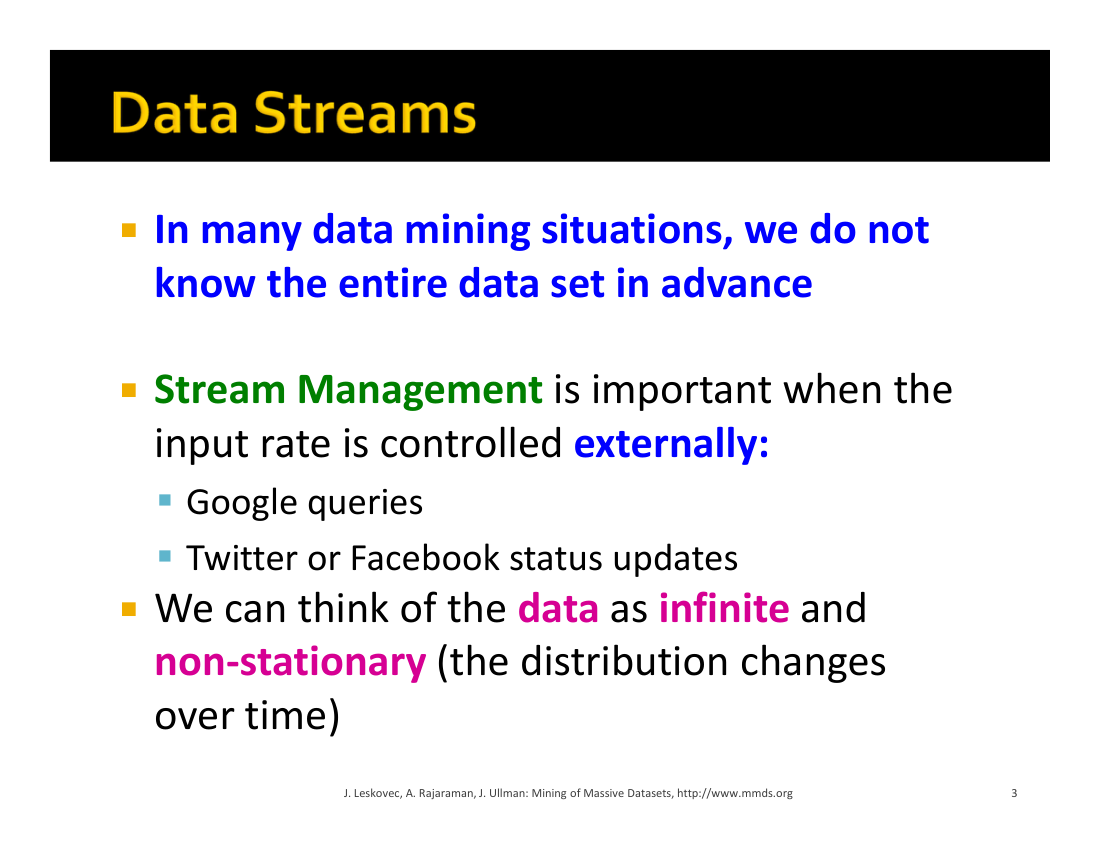 Data Streams
In many data mining situations, we do not
know the entire data set in advance
Stream Management is important when the
input rate is controlled externally:
Google queries
Twitter or Facebook status updates
We can think of the data as infinite and
non-stationary (the distribution changes
over time)
J. Leskovec, A. Rajaraman, J. Ullman: Mining of Massive Datasets, http://www.mmds.org
3